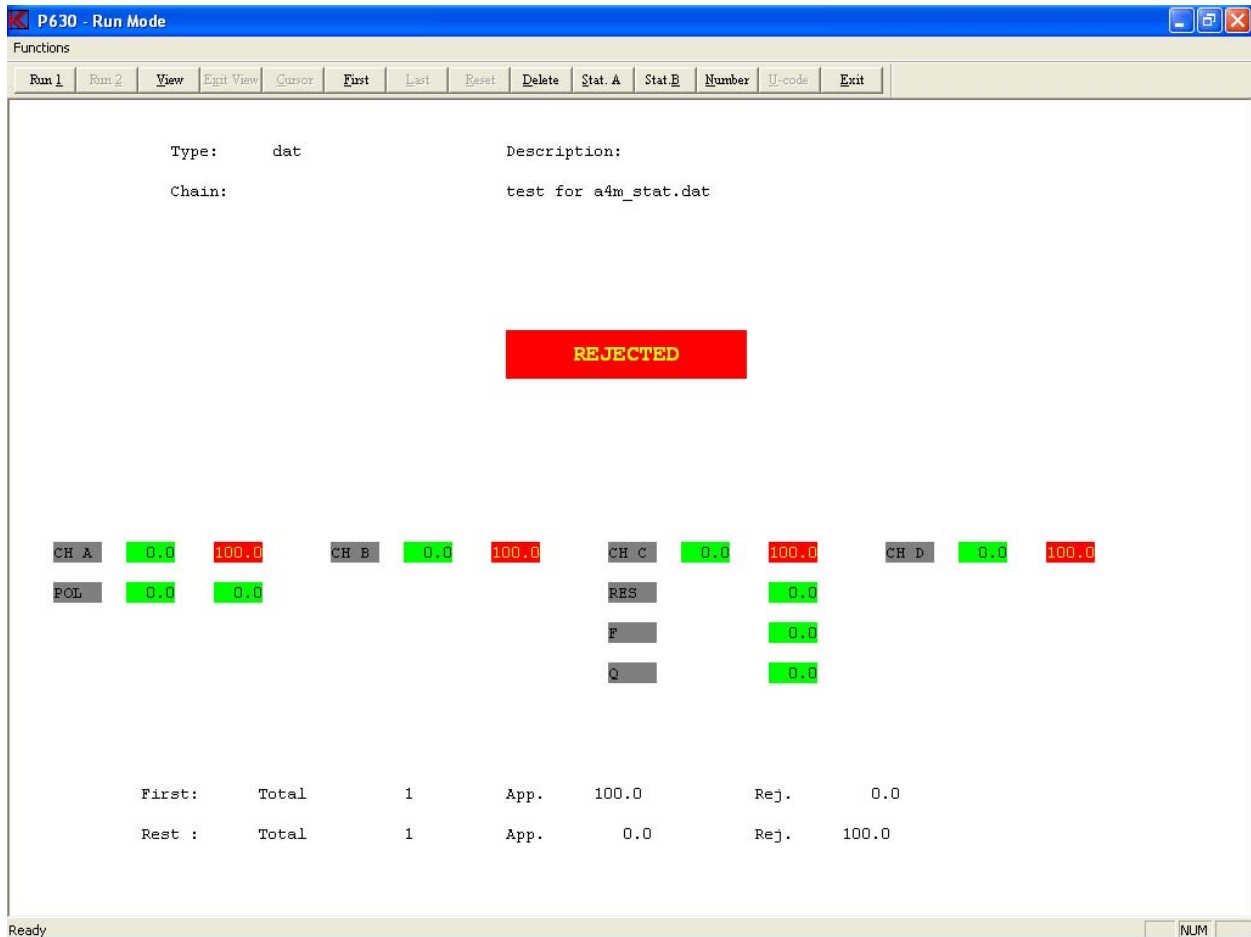 P630 - Run Mode
Functions
Run 1 Run 2 View Exit View Cursor First Last Reset Delete Stat. A Stat.B Number U-code Exit
Type: dat Description:
Chain: test for a4m_stat.dat
REJECTED
CH A 0.0 100.0 CH B 0.0 100.0 CH C 0.0 100.0 CH D 0.0 100.0
POL 0.0 0.0 RES 0.0
F 0.0
Q 0.0
First: Total 1 App. 100.0 Rej. 0.0
Rest : Total 1 App. 0.0 Rej. 100.0
Ready NUM